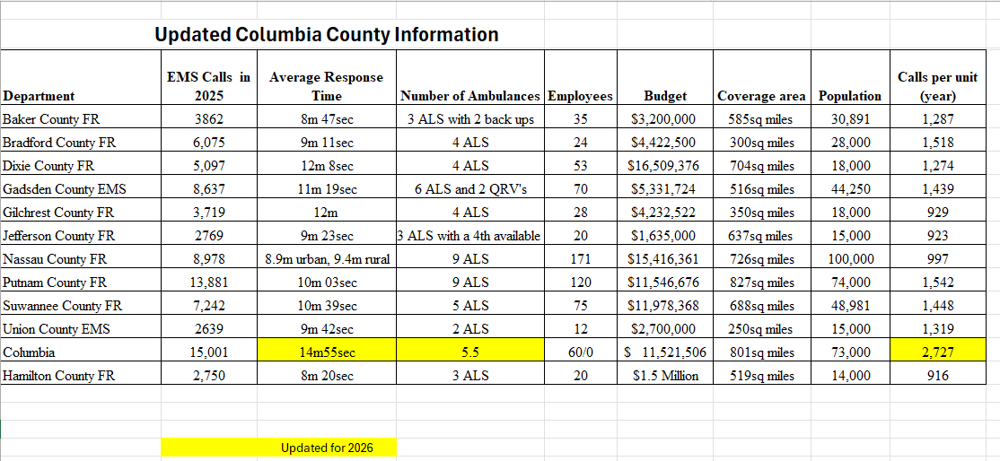 Updated Columbia County Information
Department EMS Calls in 2025 Average Response Time Number of Ambulances Employees Budget Coverage area Population Calls per unit (year)
Baker County FR 3862 8m 47sec 3 ALS with 2 back ups 35 $3,200,000 585sq miles 30,891 1,287
Bradford County FR 6,075 9m 11sec 4 ALS 24 $4,422,500 300sq miles 28,000 1,518
Dixie County FR 5,097 12m 8sec 4 ALS 53 $16,509,376 704sq miles 18,000 1,274
Gadsden County EMS 8,637 11m 19sec 6 ALS and 2 QRV's 70 $5,331,724 516sq miles 44,250 1,439
Gilchrest County FR 3,719 12m 4 ALS 28 $4,232,522 350sq miles 18,000 929
Jefferson County FR 2769 9m 23sec 3 ALS with a 4th available 20 $1,635,000 637sq miles 15,000 923
Nassau County FR 8,978 8.9m urban, 9.4m rural 9 ALS 171 $15,416,361 726sq miles 100,000 997
Putnam County FR 13,881 10m 03sec 9 ALS 120 $11,546,676 827sq miles 74,000 1,542
Suwannee County FR 7,242 10m 39sec 5 ALS 75 $11,978,368 688sq miles 48,981 1,448
Union County EMS 2639 9m 42sec 2 ALS 12 $2,700,000 250sq miles 15,000 1,319
Columbia 15,001 14m55sec 5.5 60/0 $ 11,521,506 801sq miles 73,000 2,727
Hamilton County FR 2,750 8m 20sec 3 ALS 20 $1.5 Million 519sq miles 14,000 916
Updated for 2026